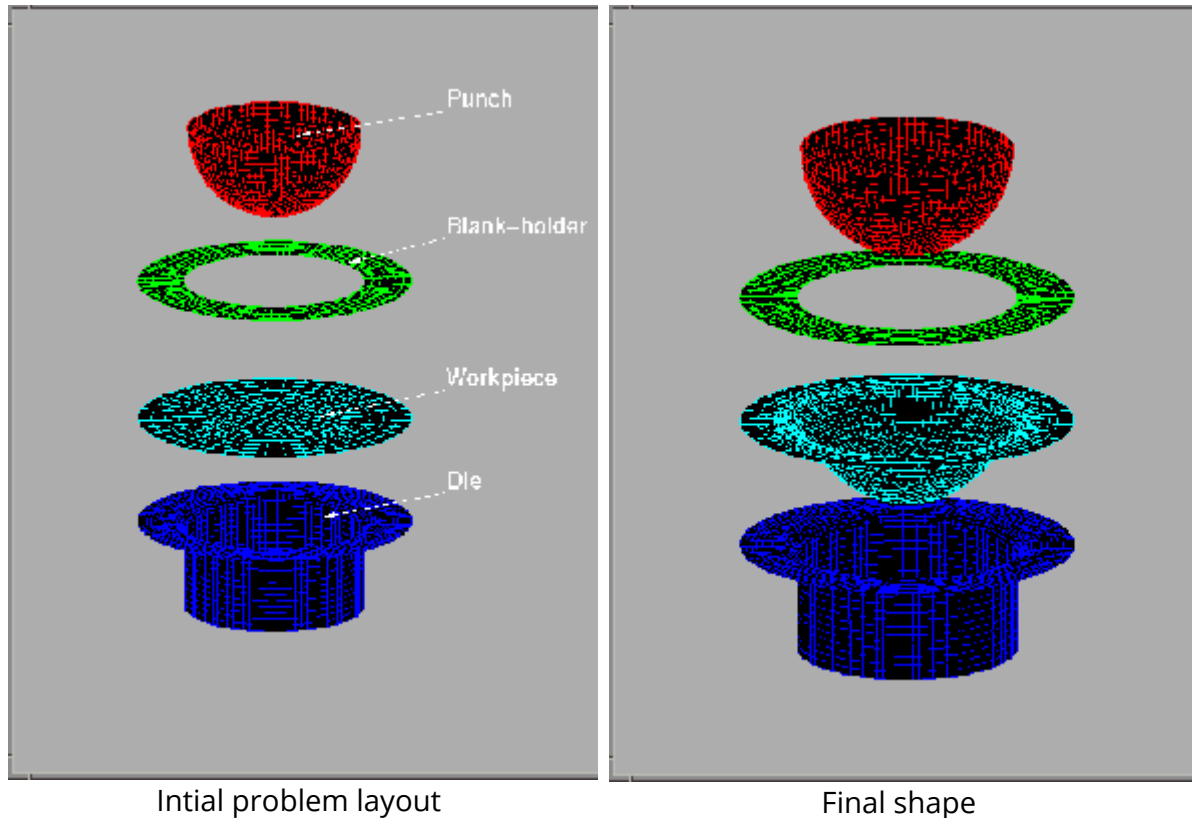 Punch
Blank-holder
Workpiece
Die
Intial problem layout
Final shape